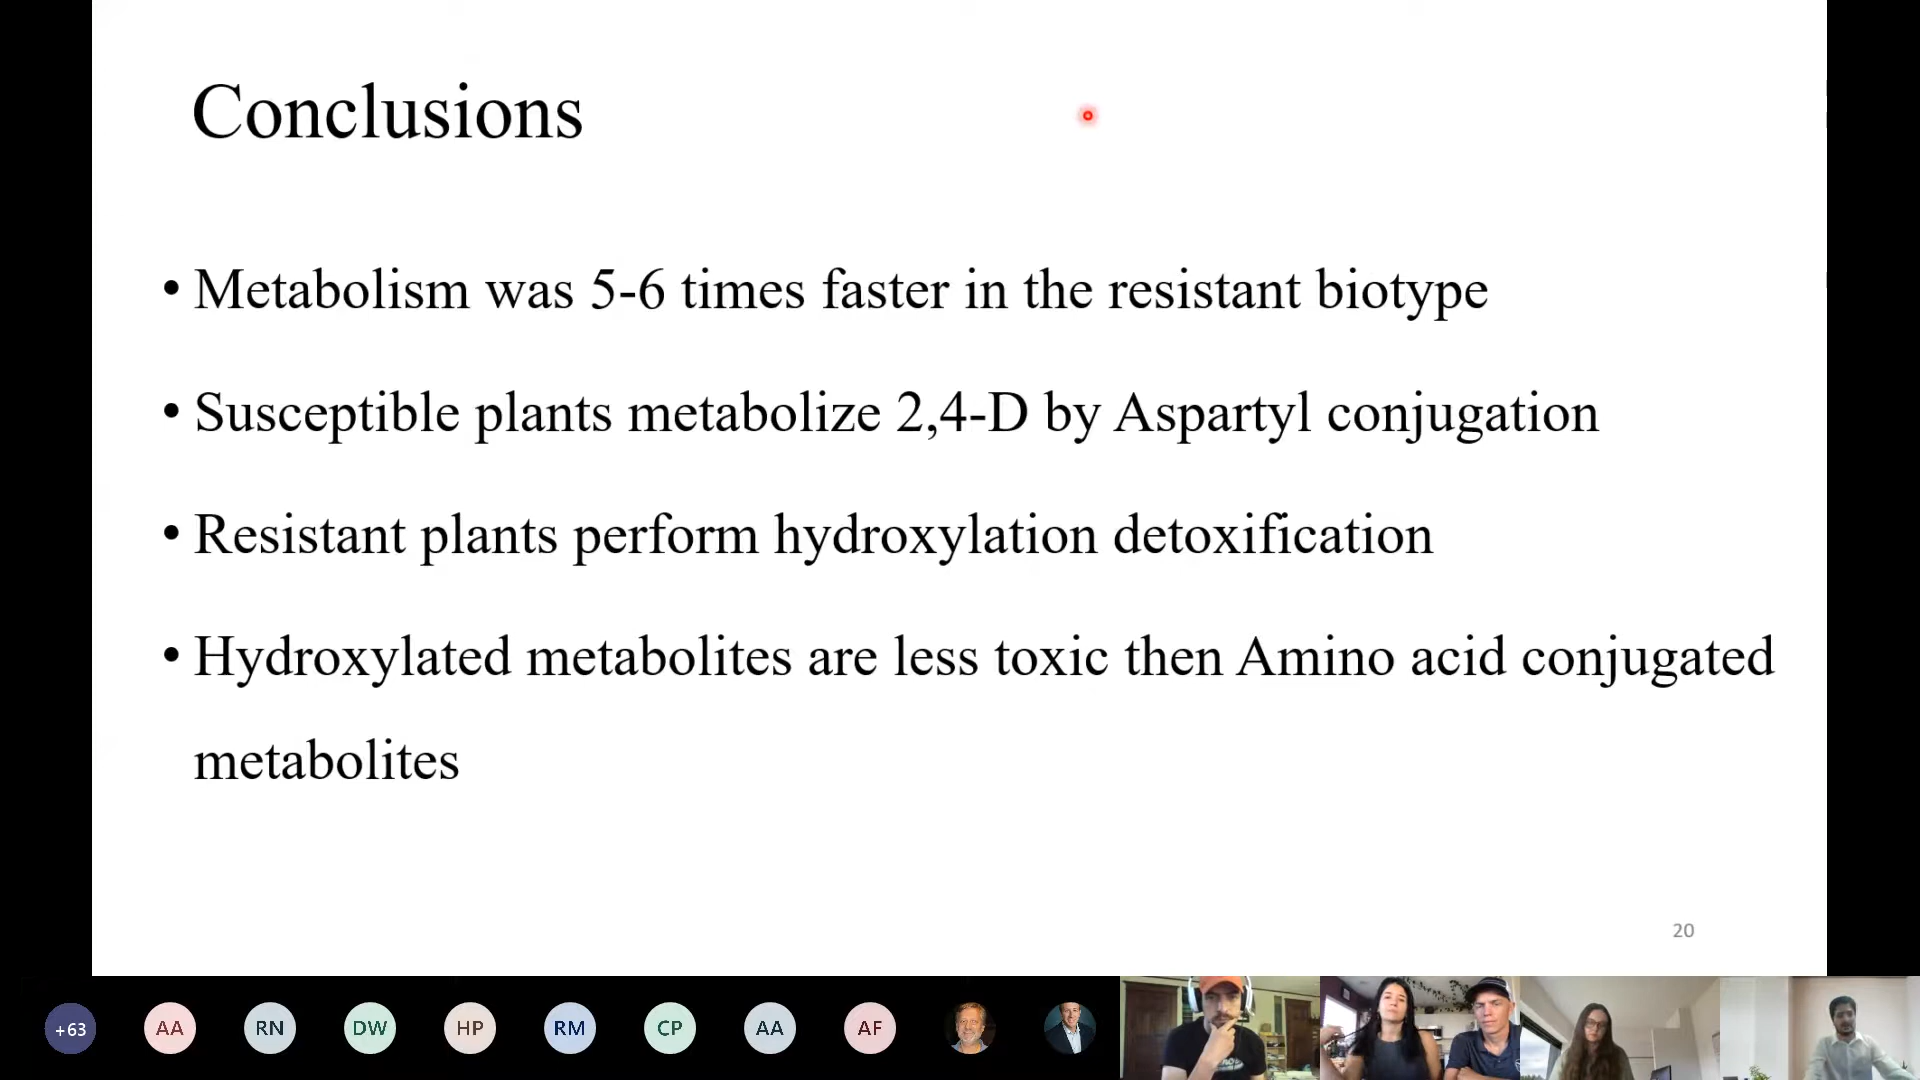 Conclusions
• Metabolism was 5-6 times faster in the resistant biotype
• Susceptible plants metabolize 2,4-D by Aspartyl conjugation
• Resistant plants perform hydroxylation detoxification
• Hydroxylated metabolites are less toxic then Amino acid conjugated
metabolites
20
+63 AA RN DW HP RM CP AA AF